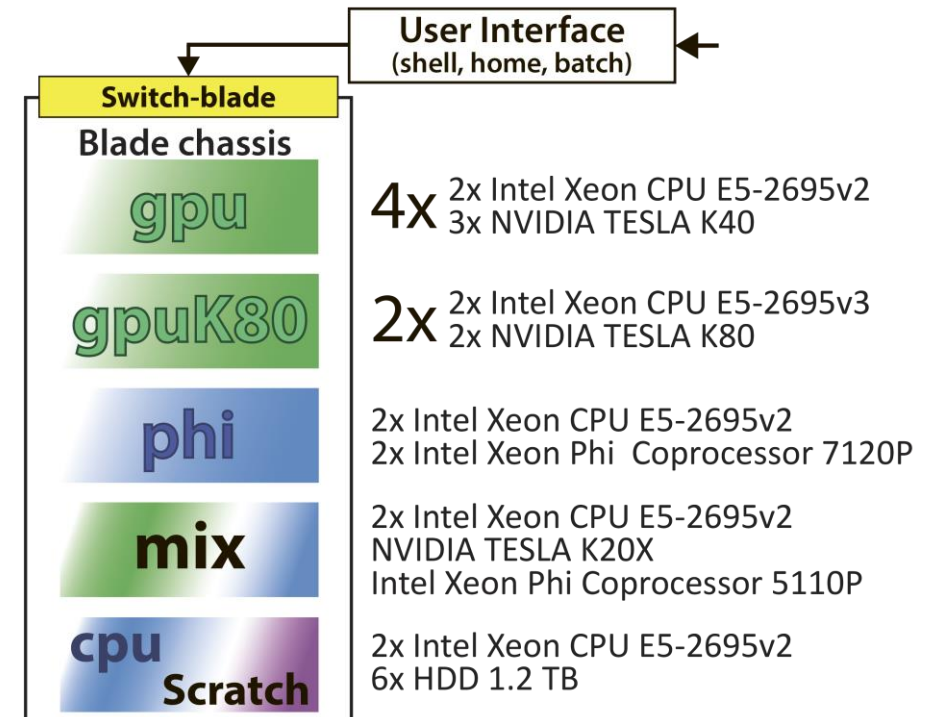 User Interface
(shell, home, batch)
Switch-blade
Blade chassis
gpu
4x
2x Intel Xeon CPU E5-2695v2
3x NVIDIA TESLA K40
gpuK80
2x
2x Intel Xeon CPU E5-2695v3
2x NVIDIA TESLA K80
phi
2x Intel Xeon CPU E5-2695v2
2x Intel Xeon Phi Coprocessor 7120P
mix
2x Intel Xeon CPU E5-2695v2
NVIDIA TESLA K20X
Intel Xeon Phi Coprocessor 5110P
cpu
Scratch
2x Intel Xeon CPU E5-2695v2
6x HDD 1.2 TB